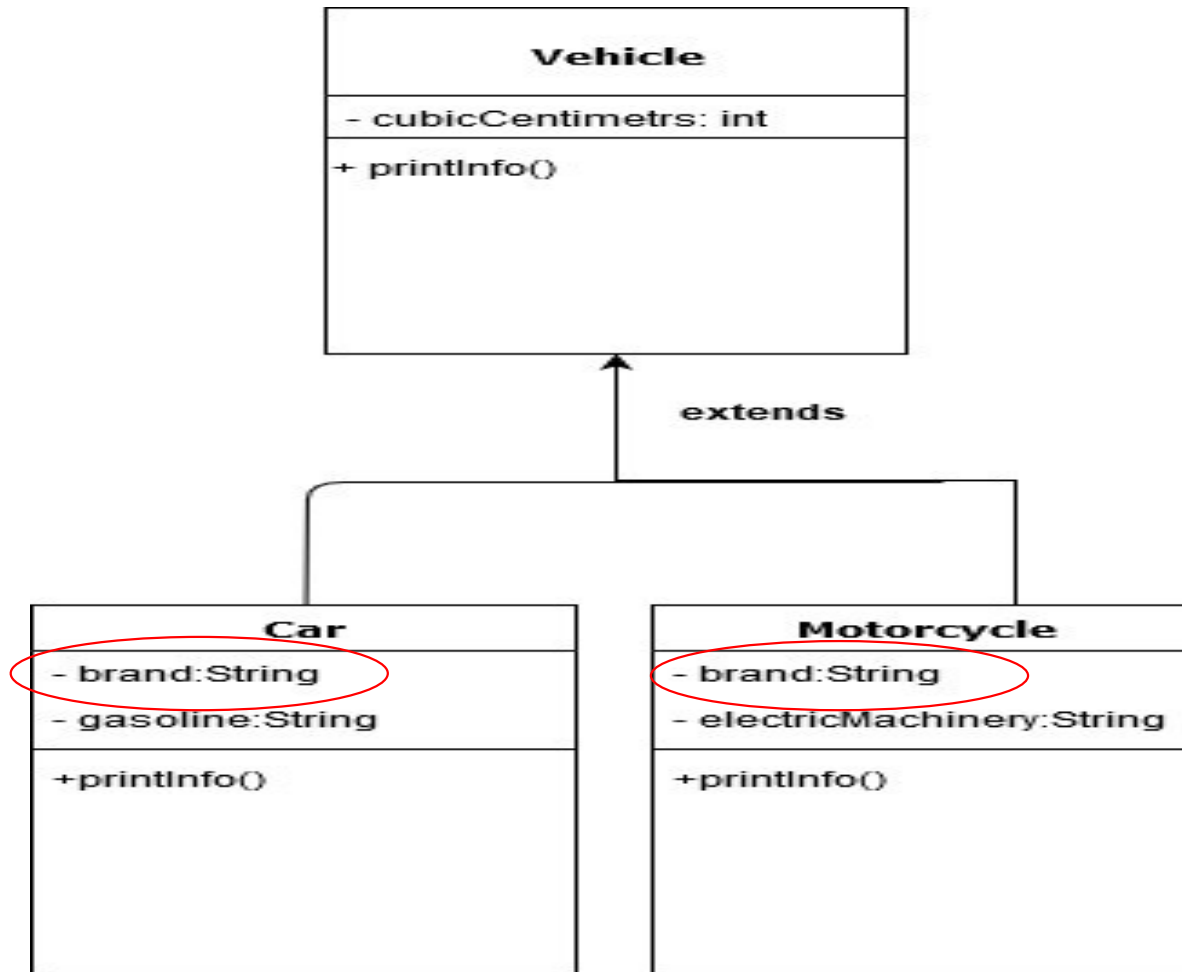 Vehicle
- cubicCentimetrs: int
+ printInfo()
extends
Car
- brand:String
- gasoline:String
+printInfo()
Motorcycle
- brand:String
- electricMachinery:String
+printInfo()